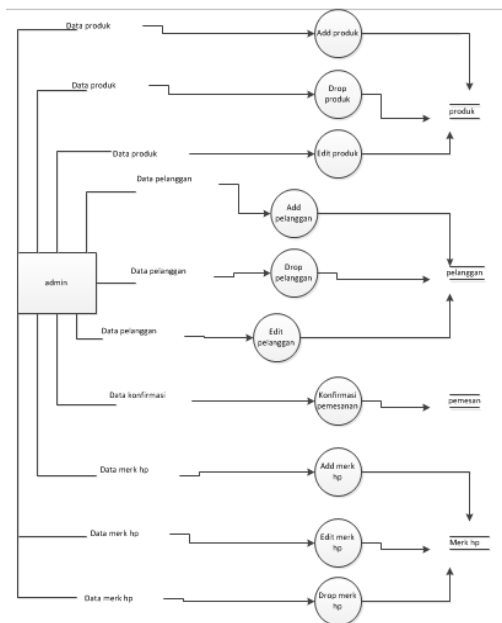 Data produk
Add produk
Data produk
Drop
produk
produk
Data produk
Edit produk
Data pelanggan
Add
pelanggan
admin
Data pelanggan
Drop
pelanggan
pelanggan
Data pelanggan
Edit
pelanggan
Data konfirmasi
Konfirmasi
pemesanan
pemesan
Data merk hp
Add merk
hp
Data merk hp
Edit merk
hp
Merk hp
Data merk hp
Drop merk
hp